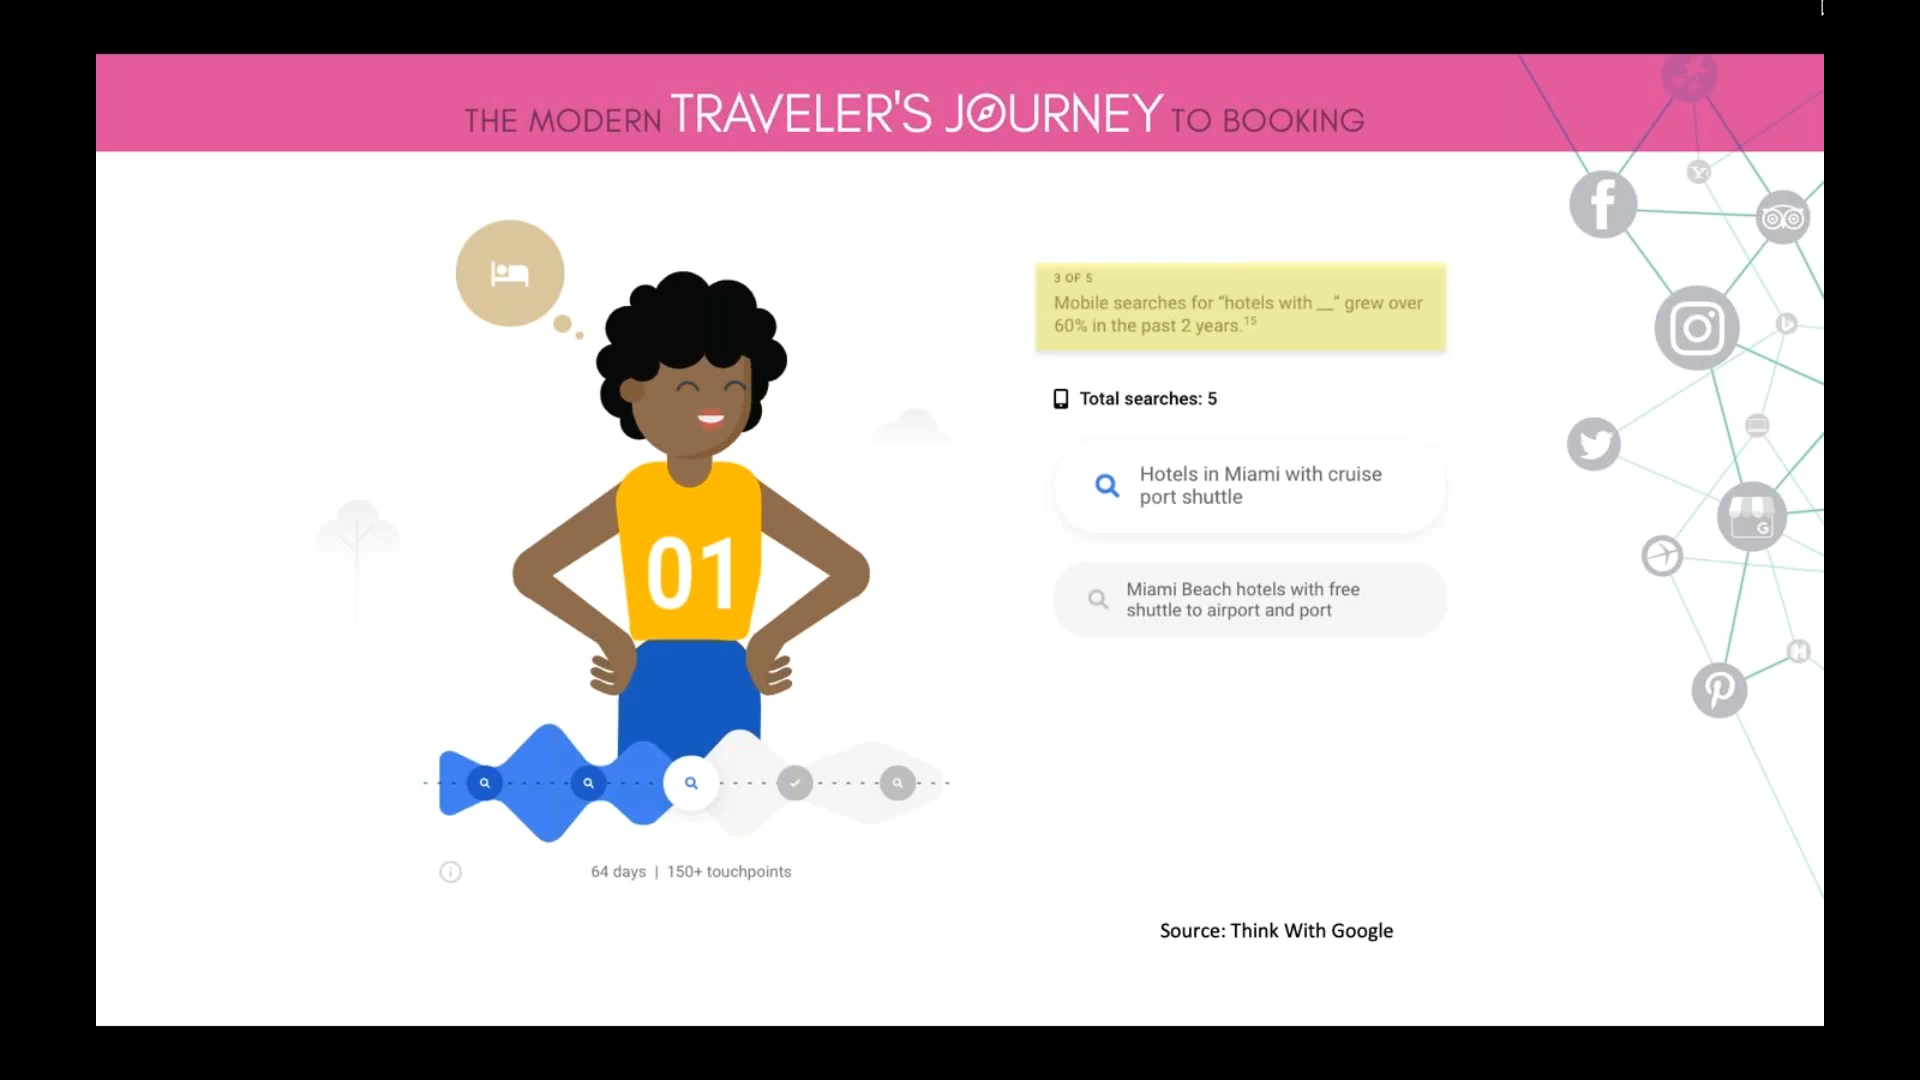 THE MODERN TRAVELER'S JOURNEY TO BOOKING
3 OF 5
Mobile searches for “hotels with __” grew over
60% in the past 2 years.15
Total searches: 5
Hotels in Miami with cruise
port shuttle
Miami Beach hotels with free
shuttle to airport and port
01
64 days | 150+ touchpoints
Source: Think With Google